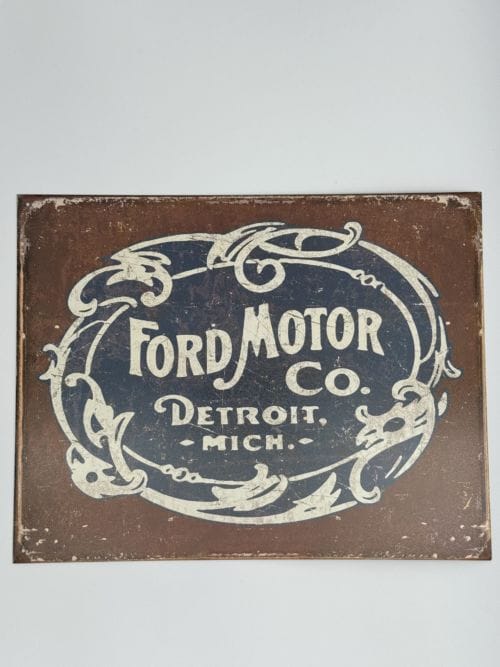 FORD MOTOR
CO.
DETROIT,
- MICH. -